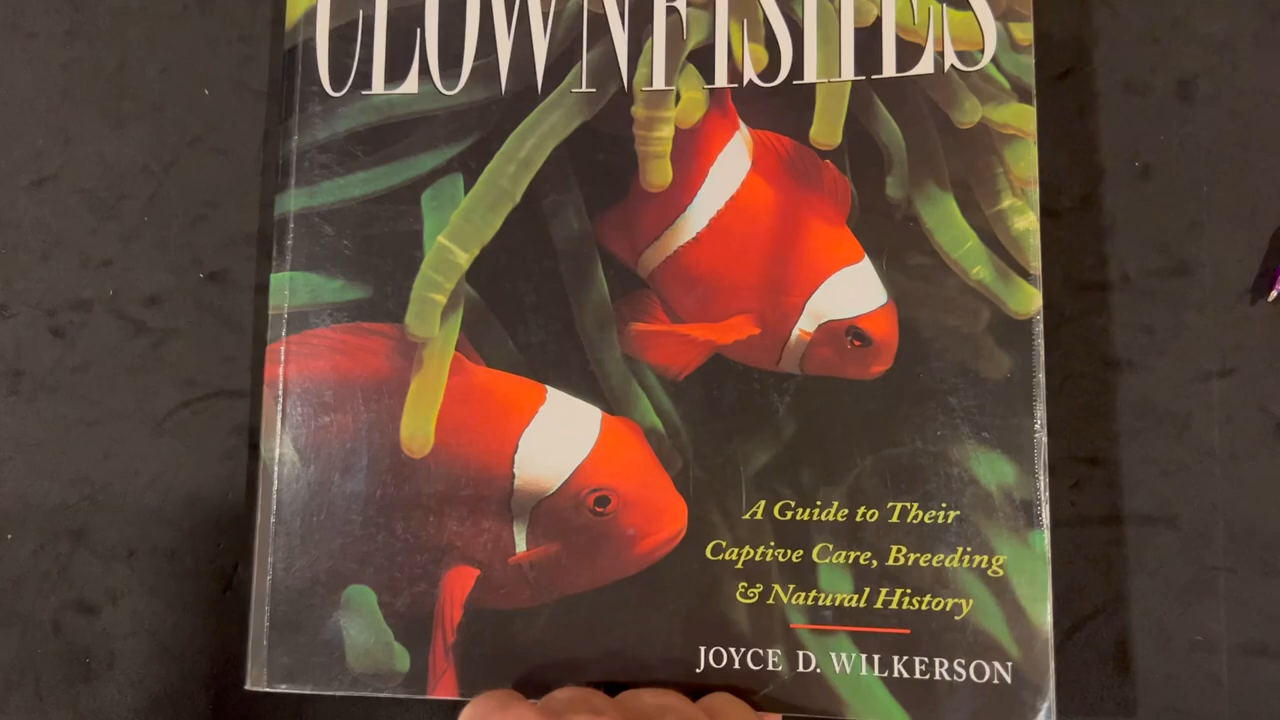 CLOWNFISHES
A Guide to Their
Captive Care, Breeding
& Natural History
JOYCE D. WILKERSON